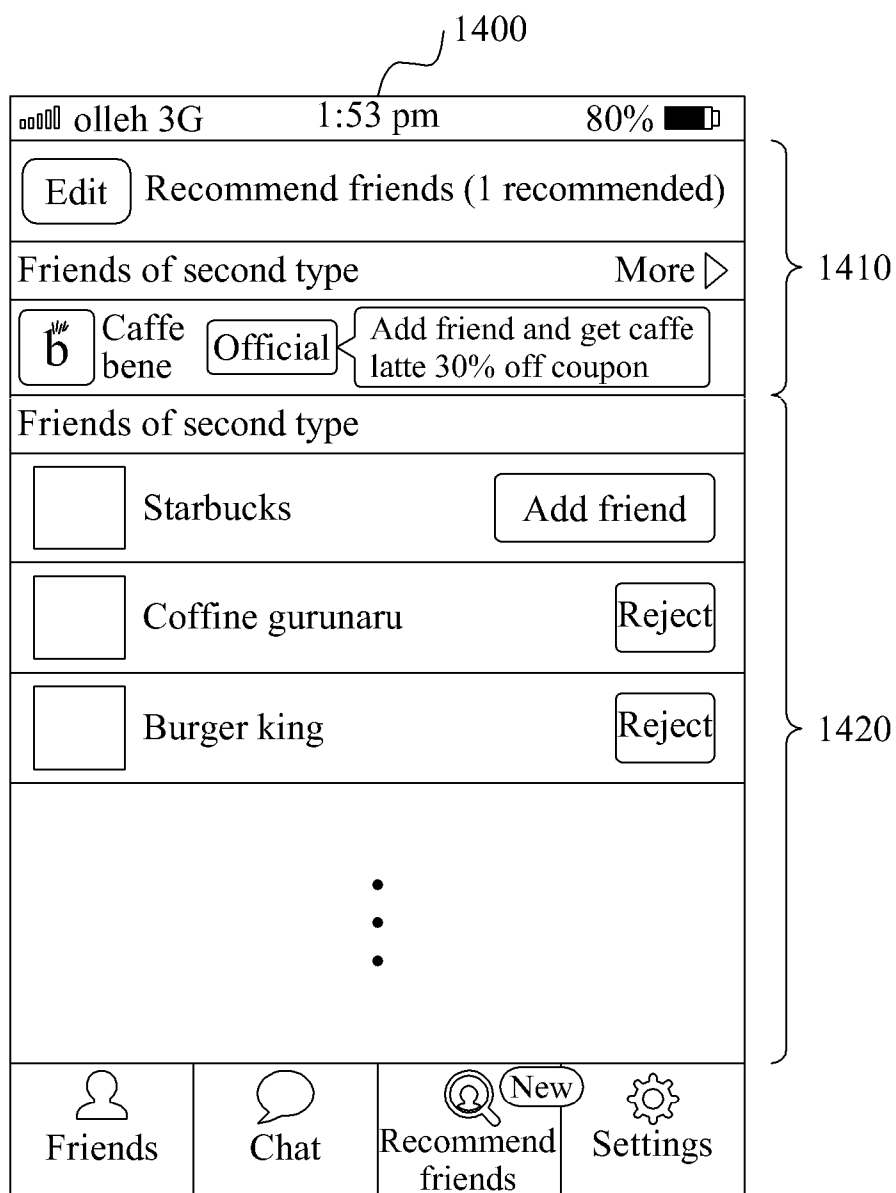 1400
olleh 3G 1:53 pm 80%
Edit Recommend friends (1 recommended)
Friends of second type More
1410
b Caffe bene Official Add friend and get caffe
latte 30% off coupon
Friends of second type
Starbucks Add friend
Coffine gurunaru Reject
Burger king Reject
1420
New
Friends Chat Recommend friends Settings